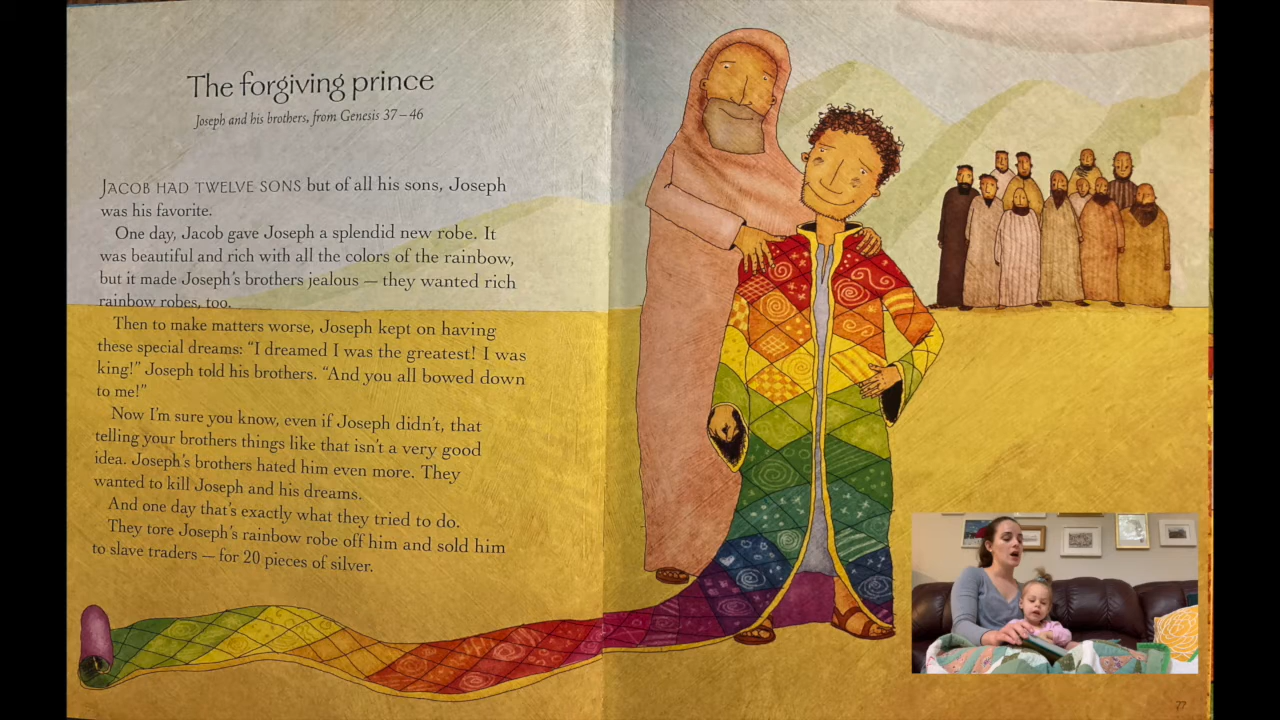 The forgiving prince
Joseph and his brothers, from Genesis 37 – 46
JACOB HAD TWELVE SONS but of all his sons, Joseph
was his favorite.
One day, Jacob gave Joseph a splendid new robe. It
was beautiful and rich with all the colors of the rainbow,
but it made Joseph's brothers jealous — they wanted rich
rainbow robes, too.
Then to make matters worse, Joseph kept on having
these special dreams: “I dreamed I was the greatest! I was
king!” Joseph told his brothers. “And you all bowed down
to me!”
Now I'm sure you know, even if Joseph didn't, that
telling your brothers things like that isn't a very good
idea. Joseph's brothers hated him even more. They
wanted to kill Joseph and his dreams.
And one day that's exactly what they tried to do.
They tore Joseph's rainbow robe off him and sold him
to slave traders — for 20 pieces of silver.
77